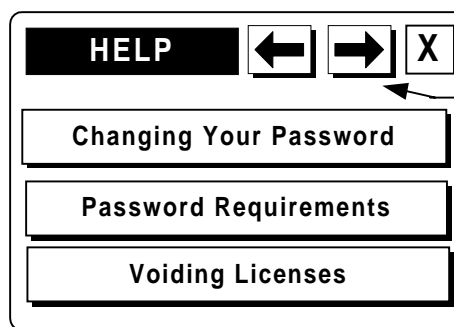 HELP X
Changing Your Password
Password Requirements
Voiding Licenses